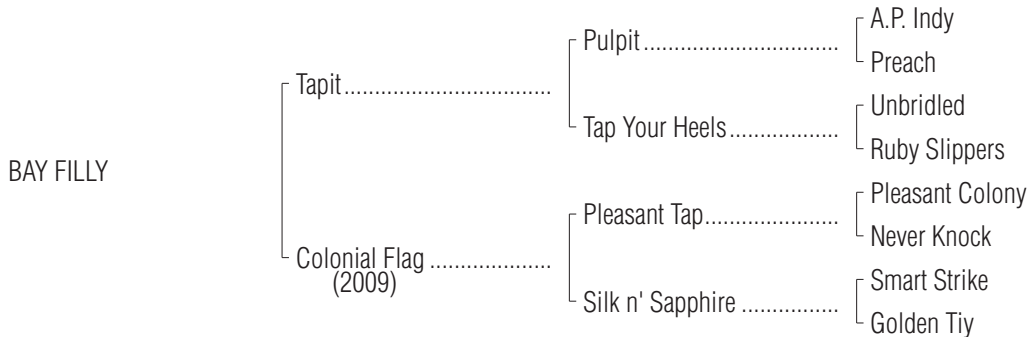 A.P. Indy
Pulpit................................
Preach
Tapit..................................
Unbridled
Tap Your Heels..................
Ruby Slippers
BAY FILLY
Pleasant Colony
Pleasant Tap......................
Never Knock
Colonial Flag ....................
(2009)
Smart Strike
Silk n' Sapphire ................
Golden Tiy